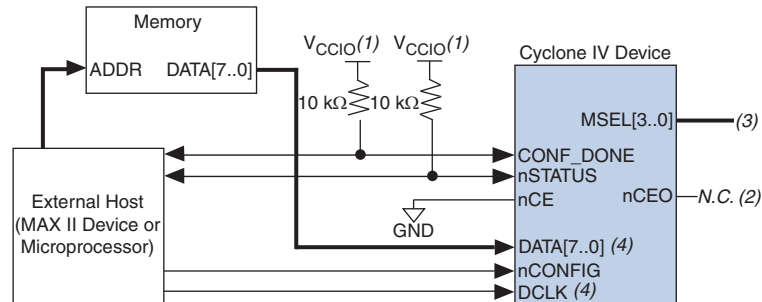 Memory
ADDR DATA[7..0]
VCCIO(1) VCCIO(1)
10 kΩ 10 kΩ
Cyclone IV Device
MSEL[3..0] (3)
CONF_DONE
nSTATUS
nCE
nCEO N.C. (2)
GND
External Host
(MAX II Device or
Microprocessor)
DATA[7..0] (4)
nCONFIG
DCLK (4)